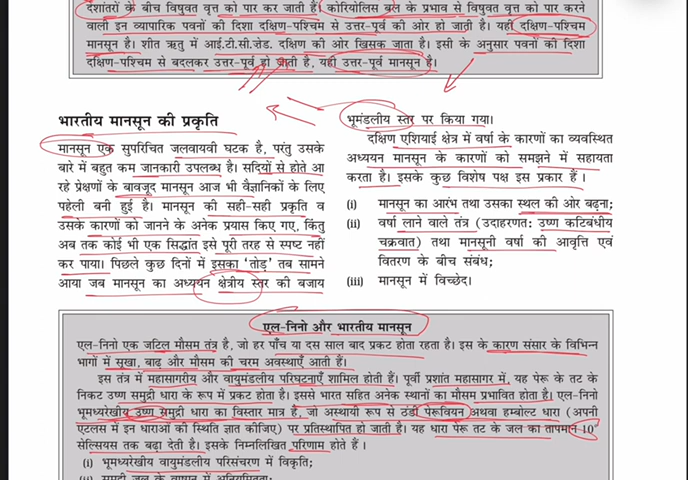 देशांतरों के बीच विषुवत वृत्त को पार कर जाती है। कोरियोलिस बल के प्रभाव से विषुवत वृत्त को पार करने
वाली इन व्यापारिक पवनों की दिशा दक्षिण-पश्चिम से उत्तर-पूर्व की ओर हो जाती है। यही दक्षिण-पश्चिम
मानसून है। शीत ऋतु में आई.टी.सी.ज़ेड. दक्षिण की ओर खिसक जाता है। इसी के अनुसार पवनों की दिशा
दक्षिण-पश्चिम से बदलकर उत्तर-पूर्व हो जाती है, यही उत्तर-पूर्व मानसून है।
भारतीय मानसून की प्रकृति
मानसून एक सुपरिचित जलवायवी घटक है, परंतु उसके
बारे में बहुत कम जानकारी उपलब्ध है। सदियों से होते आ
रहे प्रेक्षणों के बावजूद मानसून आज भी वैज्ञानिकों के लिए
पहेली बनी हुई है। मानसून की सही-सही प्रकृति व
उसके कारणों को जानने के अनेक प्रयास किए गए, किंतु
अब तक कोई भी एक सिद्धांत इसे पूरी तरह से स्पष्ट नहीं
कर पाया। पिछले कुछ दिनों में इसका 'तोड़' तब सामने
आया जब मानसून का अध्ययन क्षेत्रीय स्तर की बजाय
भूमंडलीय स्तर पर किया गया।
दक्षिण एशियाई क्षेत्र में वर्षा के कारणों का व्यवस्थित
अध्ययन मानसून के कारणों को समझने में सहायता
करता है। इसके कुछ विशेष पक्ष इस प्रकार हैं।
(i) मानसून का आरंभ तथा उसका स्थल की ओर बढ़ना;
(ii) वर्षा लाने वाले तंत्र (उदाहरणतः उष्ण कटिबंधीय
चक्रवात) तथा मानसूनी वर्षा की आवृत्ति एवं
वितरण के बीच संबंध;
(iii) मानसून में विच्छेद।
एल-निनो और भारतीय मानसून
एल-निनो एक जटिल मौसम तंत्र है, जो हर पाँच या दस साल बाद प्रकट होता रहता है। इस के कारण संसार के विभिन्न
भागों में सूखा, बाढ़ और मौसम की चरम अवस्थाएँ आती हैं।
इस तंत्र में महासागरीय और वायुमंडलीय परिघटनाएँ शामिल होती हैं। पूर्वी प्रशांत महासागर में, यह पेरू के तट के
निकट उष्ण समुद्री धारा के रूप में प्रकट होता है। इससे भारत सहित अनेक स्थानों का मौसम प्रभावित होता है। एल-निनो
भूमध्यरेखीय उष्ण समुद्री धारा का विस्तार मात्र है, जो अस्थायी रूप से ठंडी पेरूवियन अथवा हम्बोल्ट धारा (अपनी
एटलस में इन धाराओं की स्थिति ज्ञात कीजिए) पर प्रतिस्थापित हो जाती है। यह धारा पेरू तट के जल का तापमान 10°
सेल्सियस तक बढ़ा देती है। इसके निम्नलिखित परिणाम होते हैं :
(i) भूमध्यरेखीय वायुमंडलीय परिसंचरण में विकृति;
(ii) समुद्री जल के वाष्पन में अनियमितता;